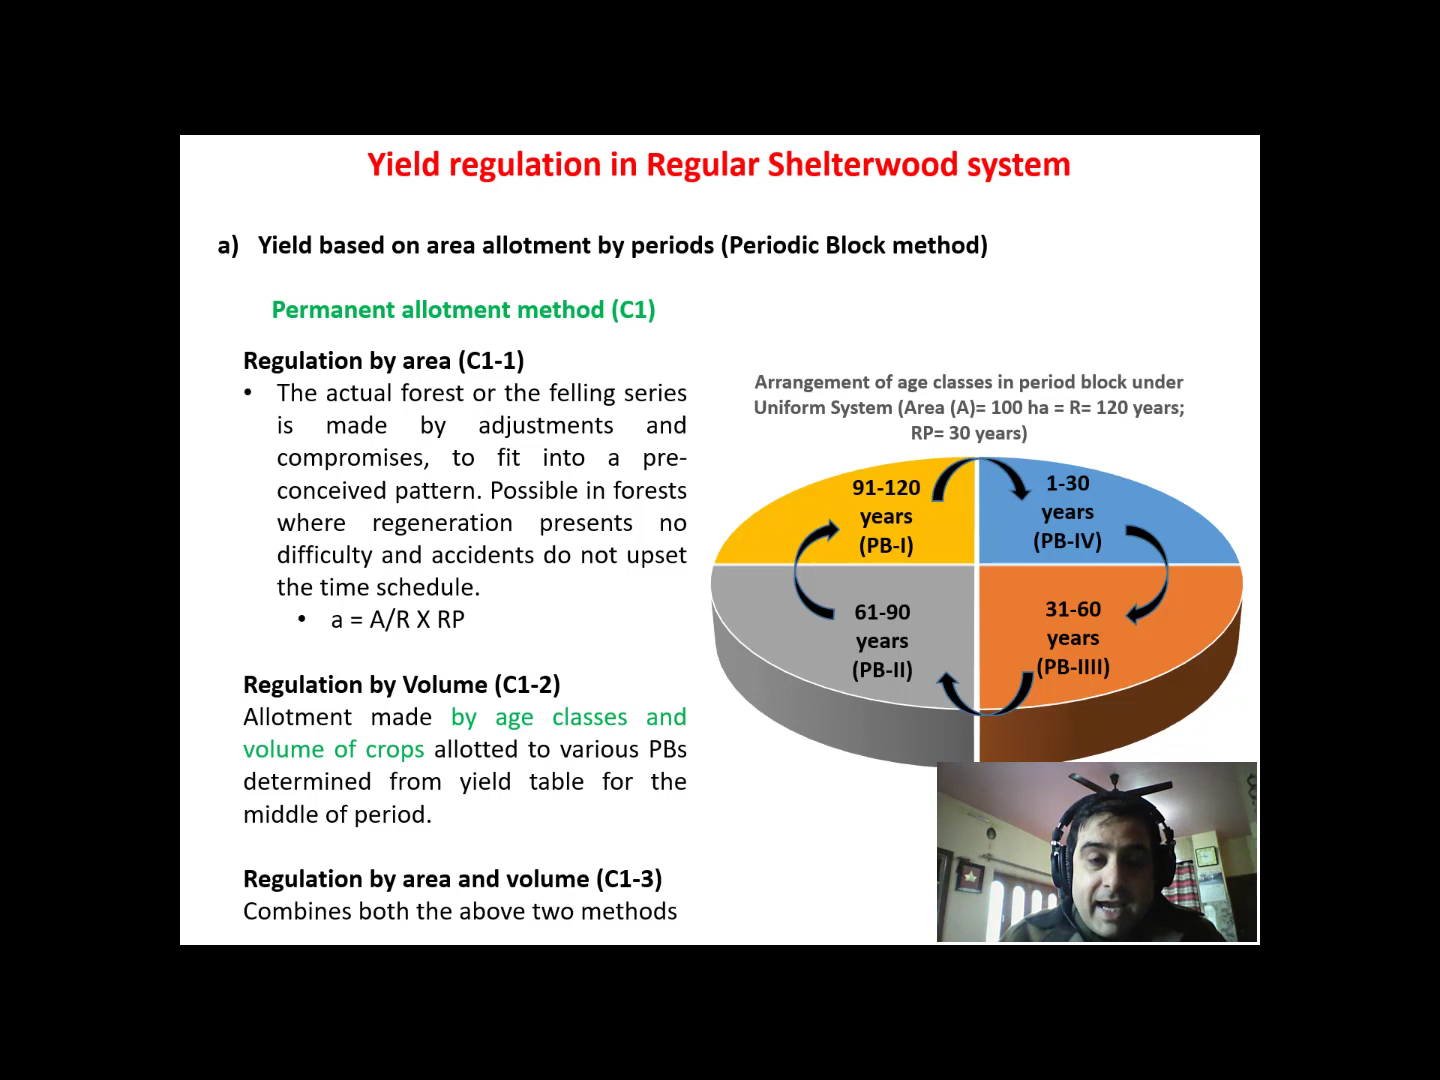 Yield regulation in Regular Shelterwood system
a) Yield based on area allotment by periods (Periodic Block method)
Permanent allotment method (C1)
Regulation by area (C1-1)
• The actual forest or the felling series
is made by adjustments and
compromises, to fit into a pre-
conceived pattern. Possible in forests
where regeneration presents no
difficulty and accidents do not upset
the time schedule.
• a = A/R X RP
Regulation by Volume (C1-2)
Allotment made by age classes and
volume of crops allotted to various PBs
determined from yield table for the
middle of period.
Regulation by area and volume (C1-3)
Combines both the above two methods
Arrangement of age classes in period block under
Uniform System (Area (A)= 100 ha = R= 120 years;
RP= 30 years)
91-120
years
(PB-I)
1-30
years
(PB-IV)
61-90
years
(PB-II)
31-60
years
(PB-IIII)